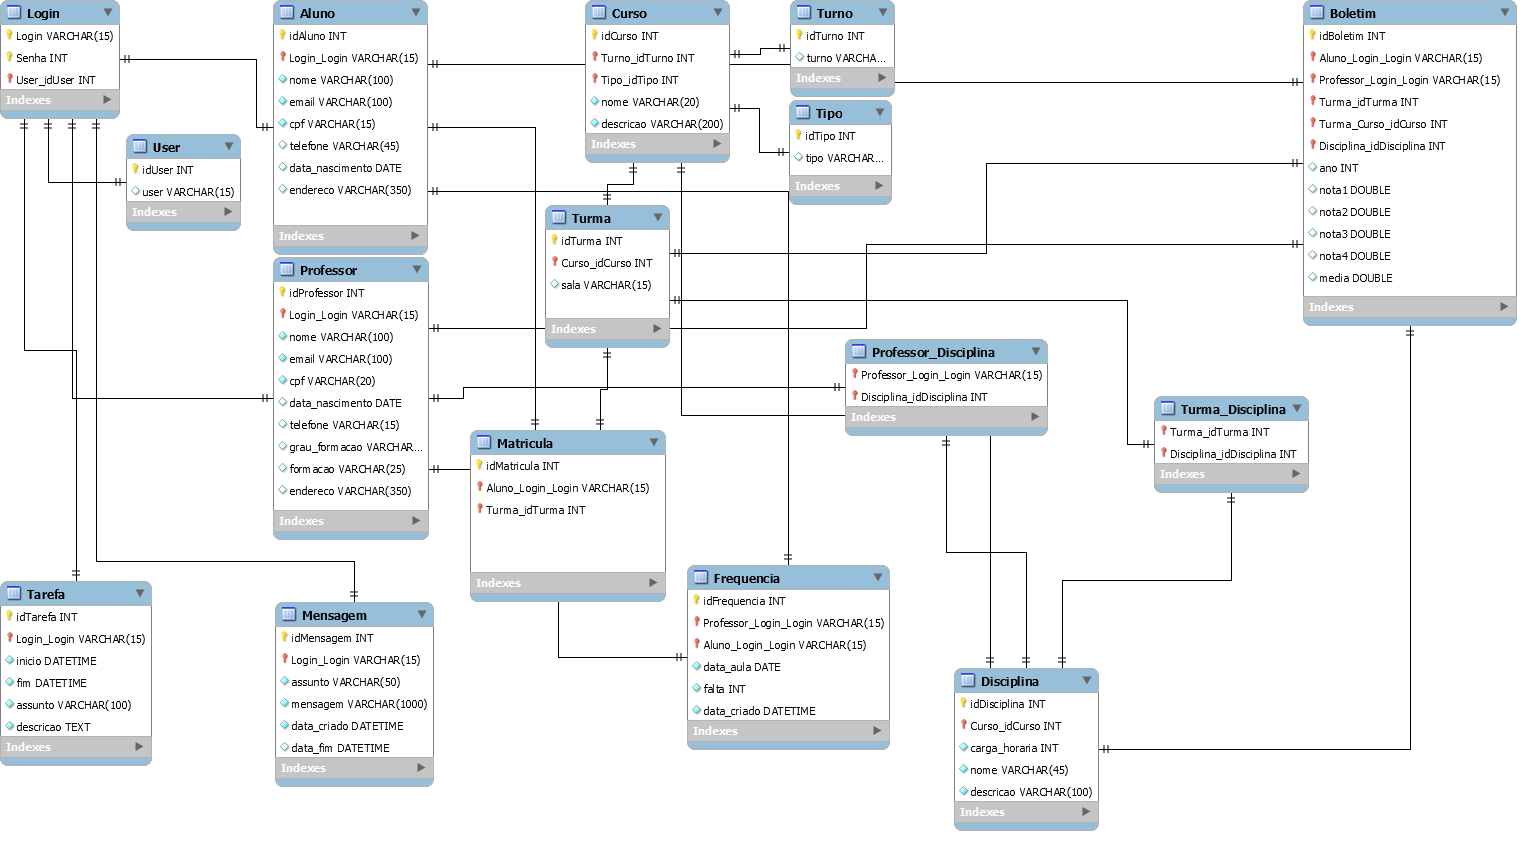 Login
Login VARCHAR(15)
Senha INT
User_idUser INT
Indexes
User
idUser INT
user VARCHAR(15)
Indexes
Aluno
idAluno INT
Login_Login VARCHAR(15)
nome VARCHAR(100)
email VARCHAR(100)
cpf VARCHAR(15)
telefone VARCHAR(45)
data_nascimento DATE
endereco VARCHAR(350)
Indexes
Curso
idCurso INT
Turno_idTurno INT
Tipo_idTipo INT
nome VARCHAR(20)
descricao VARCHAR(200)
Indexes
Turno
idTurno INT
turno VARCHA...
Indexes
Tipo
idTipo INT
tipo VARCHAR...
Indexes
Boletim
idBoletim INT
Aluno_Login_Login VARCHAR(15)
Professor_Login_Login VARCHAR(15)
Turma_idTurma INT
Turma_Curso_idCurso INT
Disciplina_idDisciplina INT
ano INT
nota1 DOUBLE
nota2 DOUBLE
nota3 DOUBLE
nota4 DOUBLE
media DOUBLE
Indexes
Turma
idTurma INT
Curso_idCurso INT
sala VARCHAR(15)
Indexes
Professor
idProfessor INT
Login_Login VARCHAR(15)
nome VARCHAR(100)
email VARCHAR(100)
cpf VARCHAR(20)
data_nascimento DATE
telefone VARCHAR(15)
grau_formacao VARCHAR...
formacao VARCHAR(25)
endereco VARCHAR(350)
Indexes
Professor_Disciplina
Professor_Login_Login VARCHAR(15)
Disciplina_idDisciplina INT
Indexes
Turma_Disciplina
Turma_idTurma INT
Disciplina_idDisciplina INT
Indexes
Matricula
idMatricula INT
Aluno_Login_Login VARCHAR(15)
Turma_idTurma INT
Indexes
Tarefa
idTarefa INT
Login_Login VARCHAR(15)
inicio DATETIME
fim DATETIME
assunto VARCHAR(100)
descricao TEXT
Indexes
Mensagem
idMensagem INT
Login_Login VARCHAR(15)
assunto VARCHAR(50)
mensagem VARCHAR(1000)
data_criado DATETIME
data_fim DATETIME
Indexes
Frequencia
idFrequencia INT
Professor_Login_Login VARCHAR(15)
Aluno_Login_Login VARCHAR(15)
data_aula DATE
falta INT
data_criado DATETIME
Indexes
Disciplina
idDisciplina INT
Curso_idCurso INT
carga_horaria INT
nome VARCHAR(45)
descricao VARCHAR(100)
Indexes